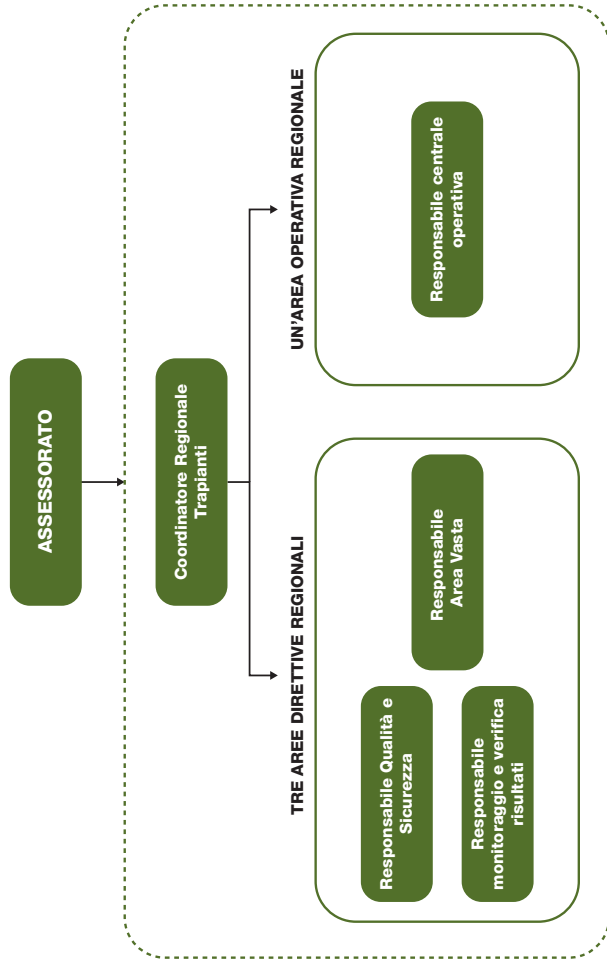 ASSESSORATO
Coordinatore Regionale
Trapianti
TRE AREE DIRETTIVE REGIONALI
Responsabile Qualità e
Sicurezza
Responsabile
monitoraggio e verifica
risultati
Responsabile
Area Vasta
UN'AREA OPERATIVA REGIONALE
Responsabile centrale
operativa